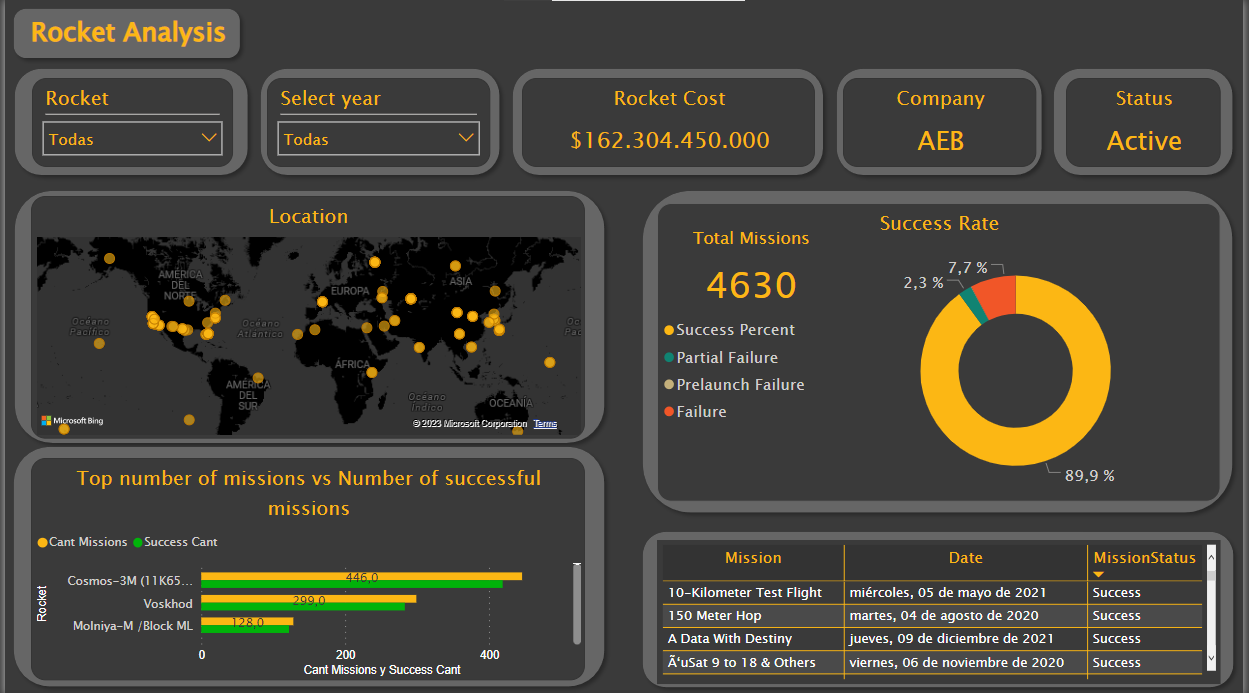 Rocket Analysis
Rocket
Todas
Select year
Todas
Rocket Cost
$162.304.450.000
Company
AEB
Status
Active
Location
AMÉRICA
DEL
NORTE
EUROPA
ASIA
Océano
Pacífico
Océano
Atlántico
ÁFRICA
AMÉRICA
DEL
SUR
Océano
Índico
OCEANÍA
Océ
Pac
Microsoft Bing
© 2023 Microsoft Corporation Terms
Success Rate
Total Missions
4630
Success Percent
Partial Failure
Prelaunch Failure
Failure
7,7 %
2,3 %
89,9 %
Top number of missions vs Number of successful
missions
Cant Missions Success Cant
Rocket
Cosmos-3M (11K65...
446,0
Voskhod
299,0
Molniya-M /Block ML
128,0
0 200 400
Cant Missions y Success Cant
Mission Date MissionStatus
10-Kilometer Test Flight miércoles, 05 de mayo de 2021 Success
150 Meter Hop martes, 04 de agosto de 2020 Success
A Data With Destiny jueves, 09 de diciembre de 2021 Success
Ã‘uSat 9 to 18 & Others viernes, 06 de noviembre de 2020 Success